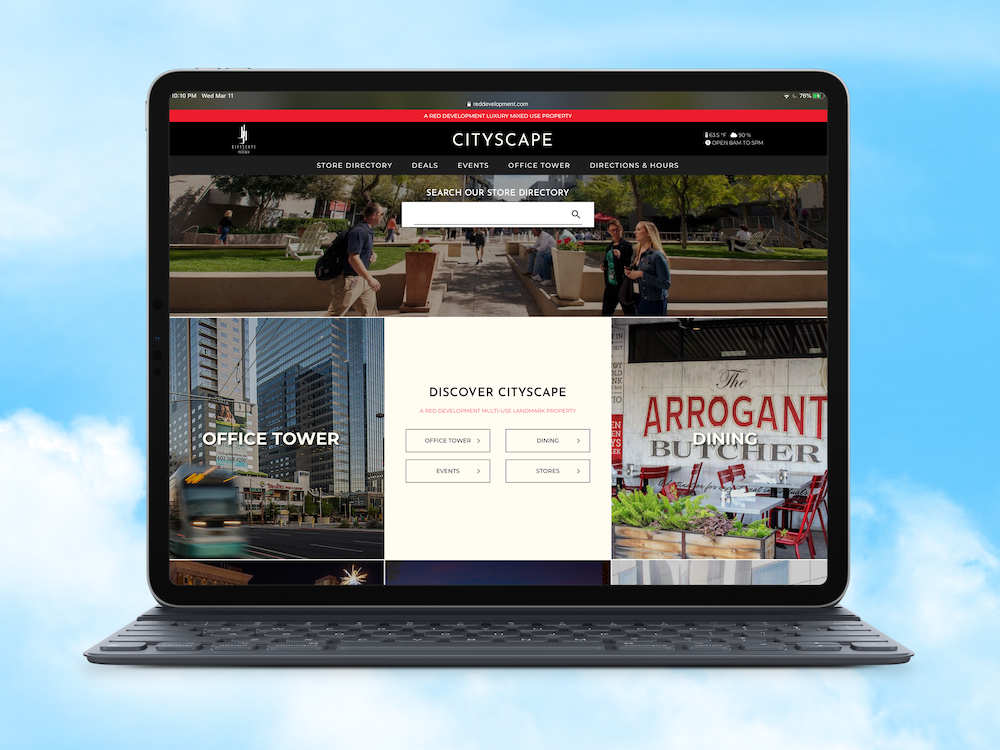 10:10 PM Wed Mar 11
reddevelopment.com
76%
A RED DEVELOPMENT LUXURY MIXED USE PROPERTY
CITYSCAPE
PHOENIX
CITYSCAPE
63.5 °F 90 %
OPEN 8AM TO 5PM
STORE DIRECTORY DEALS EVENTS OFFICE TOWER DIRECTIONS & HOURS
SEARCH OUR STORE DIRECTORY
OFFICE TOWER
DISCOVER CITYSCAPE
A RED DEVELOPMENT MULTI-USE LANDMARK PROPERTY
OFFICE TOWER >
DINING >
EVENTS >
STORES >
The
ARROGANT
BUTCHER
DINING